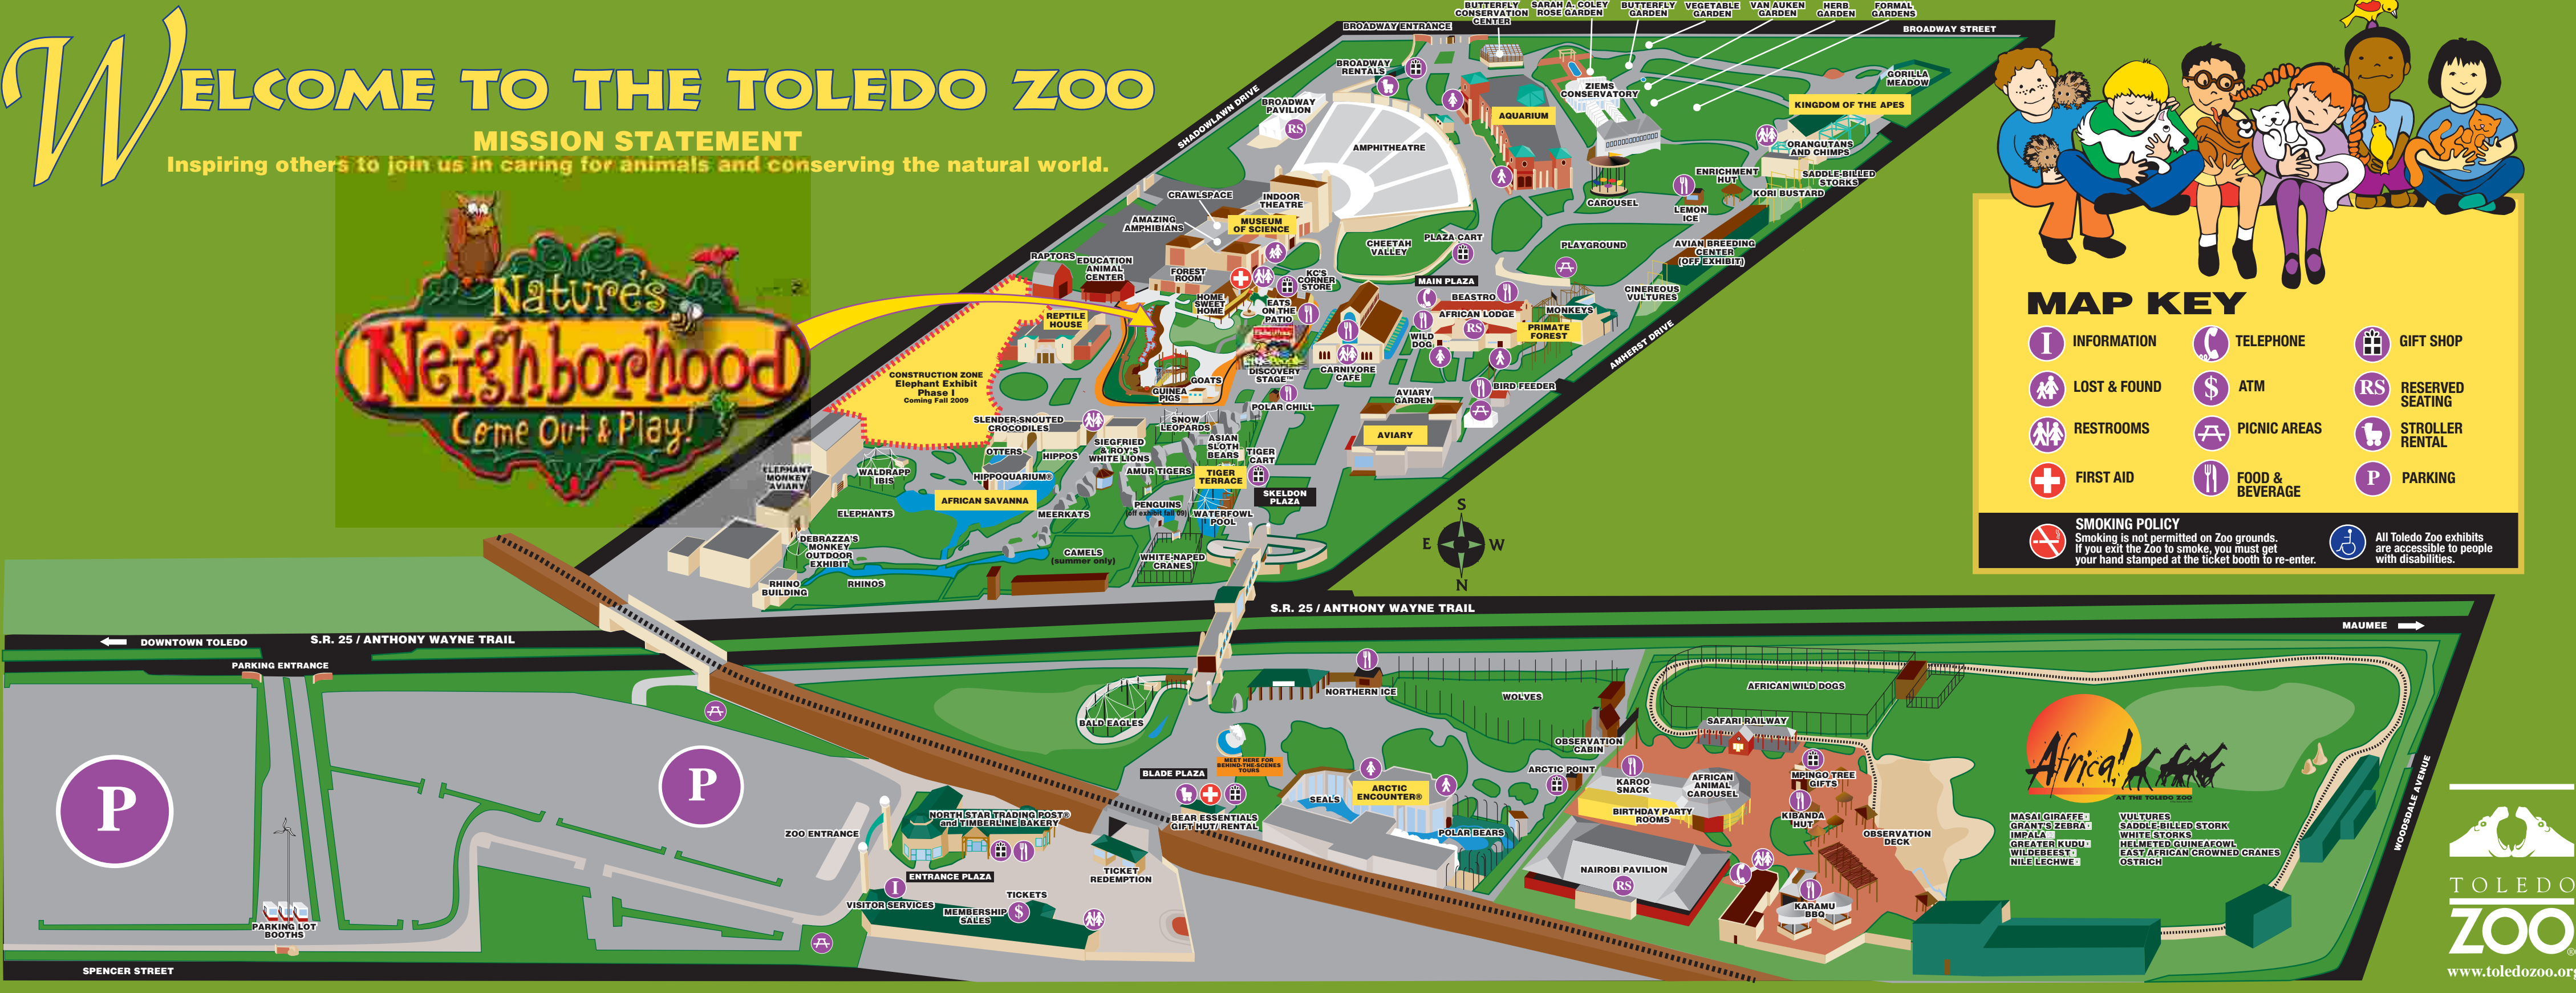 WELCOME TO THE TOLEDO ZOO
MISSION STATEMENT
Inspiring others to join us in caring for animals and conserving the natural world.
Nature's
Neighborhood
Come Out & Play!
BROADWAY ENTRANCE
BUTTERFLY
CONSERVATION
CENTER
SARAH A. COLEY
ROSE GARDEN
BUTTERFLY
GARDEN
VEGETABLE
GARDEN
VAN AUKEN
GARDEN
HERB
GARDEN
FORMAL
GARDENS
BROADWAY STREET
SHADOWLAWN DRIVE
BROADWAY
RENTALS
BROADWAY
PAVILION
RS
AMPHITHEATRE
AQUARIUM
ZIEMS
CONSERVATORY
GORILLA
MEADOW
KINGDOM OF THE APES
ORANGUTANS
AND CHIMPS
SADDLE-BILLED
STORKS
KORI BUSTARD
ENRICHMENT
HUT
LEMON
ICE
CAROUSEL
CRAWLSPACE
INDOOR
THEATRE
AMAZING
AMPHIBIANS
MUSEUM
OF SCIENCE
CHEETAH
VALLEY
PLAZA CART
PLAYGROUND
AVIAN BREEDING
CENTER
(OFF EXHIBIT)
CINEREOUS
VULTURES
RAPTORS
EDUCATION
ANIMAL
CENTER
FOREST
ROOM
KC'S
CORNER
STORE
HOME
SWEET
HOME
EATS
ON THE
PATIO
MAIN PLAZA
BEASTRO
AFRICAN LODGE
RS
MONKEYS
PRIMATE
FOREST
WILD
DOG
AMHERST DRIVE
REPTILE
HOUSE
DISCOVERY
STAGE™
CARNIVORE
CAFÉ
CONSTRUCTION ZONE
Elephant Exhibit
Phase I
Coming Fall 2009
GOATS
GUINEA
PIGS
POLAR CHILL
BIRD FEEDER
AVIARY
GARDEN
AVIARY
SLENDER-SNOUTED
CROCODILES
SNOW
LEOPARDS
SIEGFRIED
& ROY'S
WHITE LIONS
ASIAN
SLOTH
BEARS
TIGER
CART
OTTERS
HIPPOS
HIPPOQUARIUM®
AMUR TIGERS
TIGER
TERRACE
SKELDON
PLAZA
ELEPHANT
MONKEY
AVIARY
WALDRAPP
IBIS
AFRICAN SAVANNA
ELEPHANTS
MEERKATS
PENGUINS
(off exhibit fall 09)
WATERFOWL
POOL
DEBRAZZA'S
MONKEY
OUTDOOR
EXHIBIT
CAMELS
(summer only)
WHITE-NAPED
CRANES
RHINO
BUILDING
RHINOS
S
E W
N
MAP KEY
I INFORMATION
TELEPHONE
GIFT SHOP
LOST & FOUND
$ ATM
RS RESERVED
SEATING
RESTROOMS
PICNIC AREAS
STROLLER
RENTAL
FIRST AID
FOOD &
BEVERAGE
P PARKING
SMOKING POLICY
Smoking is not permitted on Zoo grounds.
If you exit the Zoo to smoke, you must get
your hand stamped at the ticket booth to re-enter.
All Toledo Zoo exhibits
are accessible to people
with disabilities.
S.R. 25 / ANTHONY WAYNE TRAIL
DOWNTOWN TOLEDO
S.R. 25 / ANTHONY WAYNE TRAIL
MAUMEE
PARKING ENTRANCE
P
P
PARKING LOT
BOOTHS
SPENCER STREET
BALD EAGLES
NORTHERN ICE
WOLVES
AFRICAN WILD DOGS
SAFARI RAILWAY
OBSERVATION
CABIN
MEET HERE FOR
BEHIND-THE-SCENES
TOURS
BLADE PLAZA
BEAR ESSENTIALS
GIFT HUT/RENTAL
SEALS
ARCTIC
ENCOUNTER®
ARCTIC POINT
POLAR BEARS
KAROO
SNACK
AFRICAN
ANIMAL
CAROUSEL
BIRTHDAY PARTY
ROOMS
MPINGO TREE
GIFTS
KIBANDA
HUT
OBSERVATION
DECK
NAIROBI PAVILION
RS
KARAMU
BBQ
ZOO ENTRANCE
NORTH STAR TRADING POST®
and TIMBERLINE BAKERY
ENTRANCE PLAZA
I
VISITOR SERVICES
TICKETS
MEMBERSHIP
SALES
$
TICKET
REDEMPTION
Africa!
AT THE TOLEDO ZOO
MASAI GIRAFFE
GRANTS ZEBRA
IMPALA
GREATER KUDU
WILDEBEEST
NILE LECHWE
VULTURES
SADDLE-BILLED STORK
WHITE STORKS
HELMETED GUINEAFOWL
EAST AFRICAN CROWNED CRANES
OSTRICH
WOODSDALE AVENUE
TOLEDO
ZOO®
www.toledozoo.org